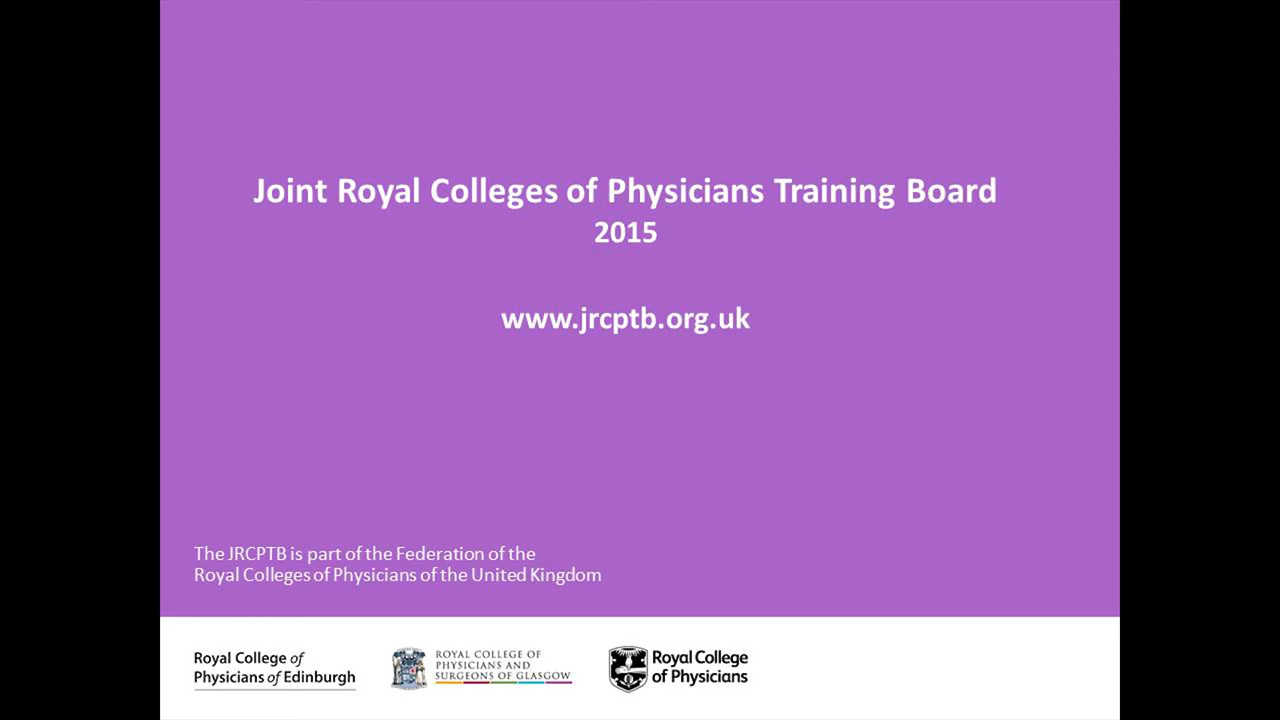 Joint Royal Colleges of Physicians Training Board
2015
www.jrcptb.org.uk
The JRCPTB is part of the Federation of the
Royal Colleges of Physicians of the United Kingdom
Royal College of
Physicians of Edinburgh
ROYAL COLLEGE OF
PHYSICIANS AND
SURGEONS OF GLASGOW
Royal College
of Physicians